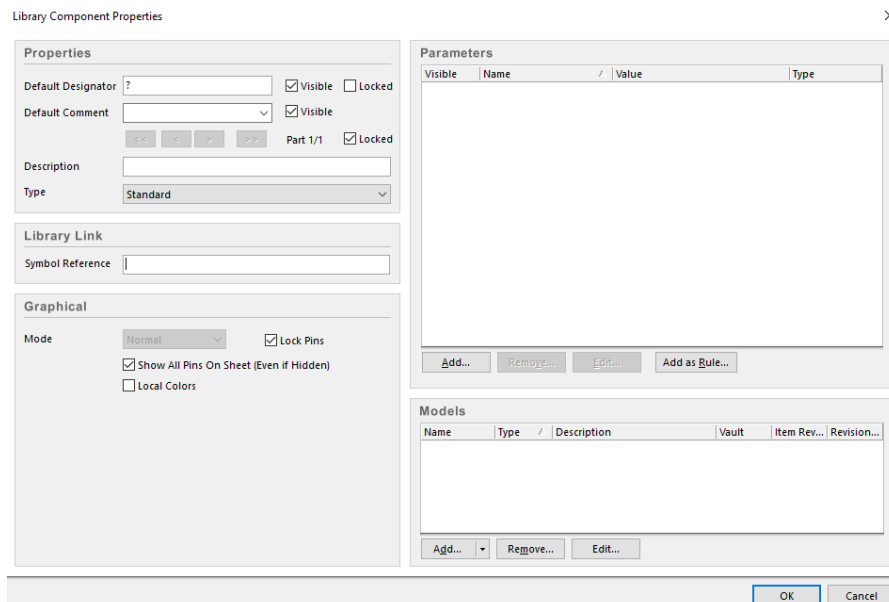 Library Component Properties
Properties
Default Designator ? Visible Locked
Default Comment Visible
<< < > >> Part 1/1 Locked
Description
Type Standard
Library Link
Symbol Reference
Graphical
Mode Normal Lock Pins
Show All Pins On Sheet (Even if Hidden)
Local Colors
Parameters
Visible Name / Value Type
Add... Remove... Edit... Add as Rule...
Models
Name Type / Description Vault Item Rev... Revision...
Add... Remove... Edit...
OK Cancel